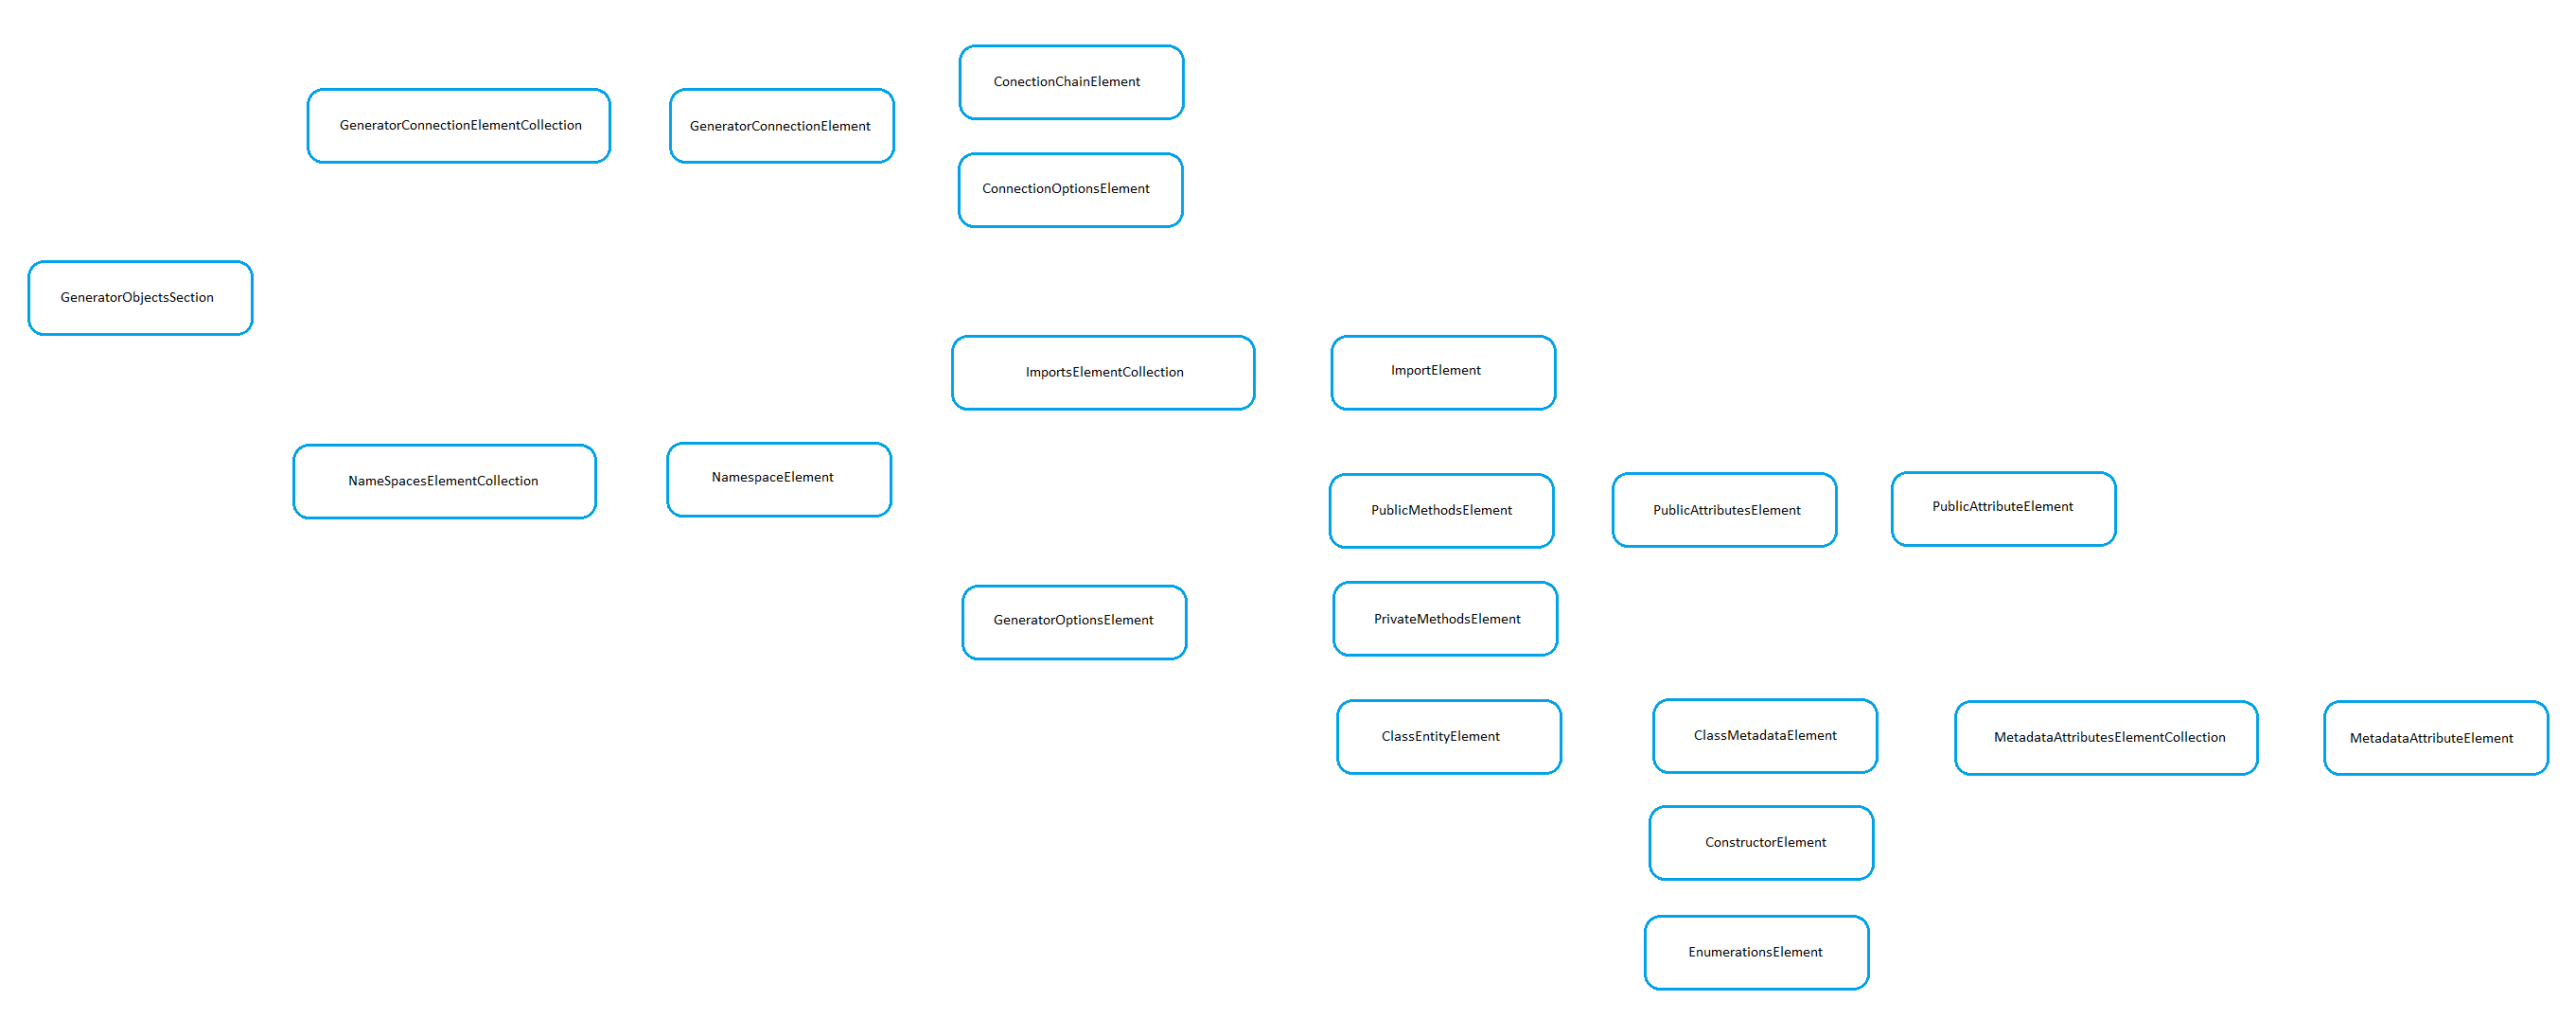 ConectionChainElement
GeneratorConnectionElementCollection
GeneratorConnectionElement
ConnectionOptionsElement
GeneratorObjectsSection
ImportsElementCollection
ImportElement
NameSpacesElementCollection
NamespaceElement
PublicMethodsElement
PublicAttributesElement
PublicAttributeElement
GeneratorOptionsElement
PrivateMethodsElement
ClassEntityElement
ClassMetadataElement
MetadataAttributesElementCollection
MetadataAttributeElement
ConstructorElement
EnumerationsElement